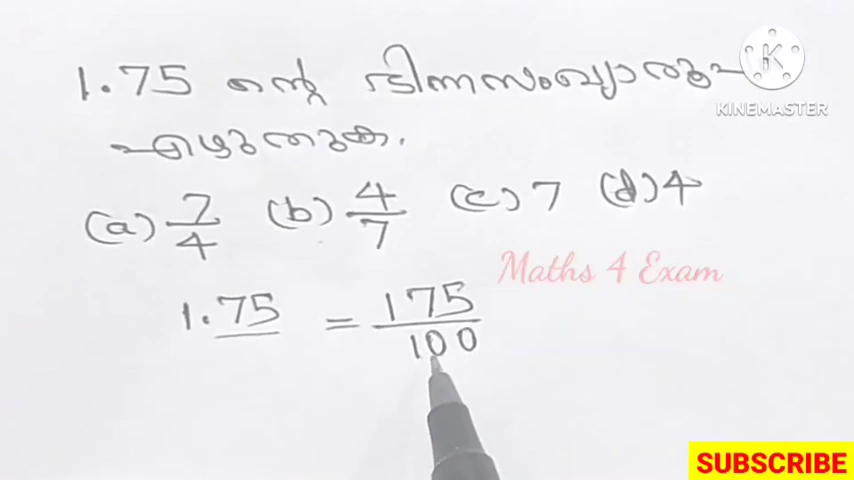 1.75 ന്റെ ഭിന്നസംഖ്യാരൂപം
എഴുതുക.
(a) 7/4 (b) 4/7 (c) 7 (d) 4
1.75 = 175/100
KINEMASTER
Maths 4 Exam
SUBSCRIBE